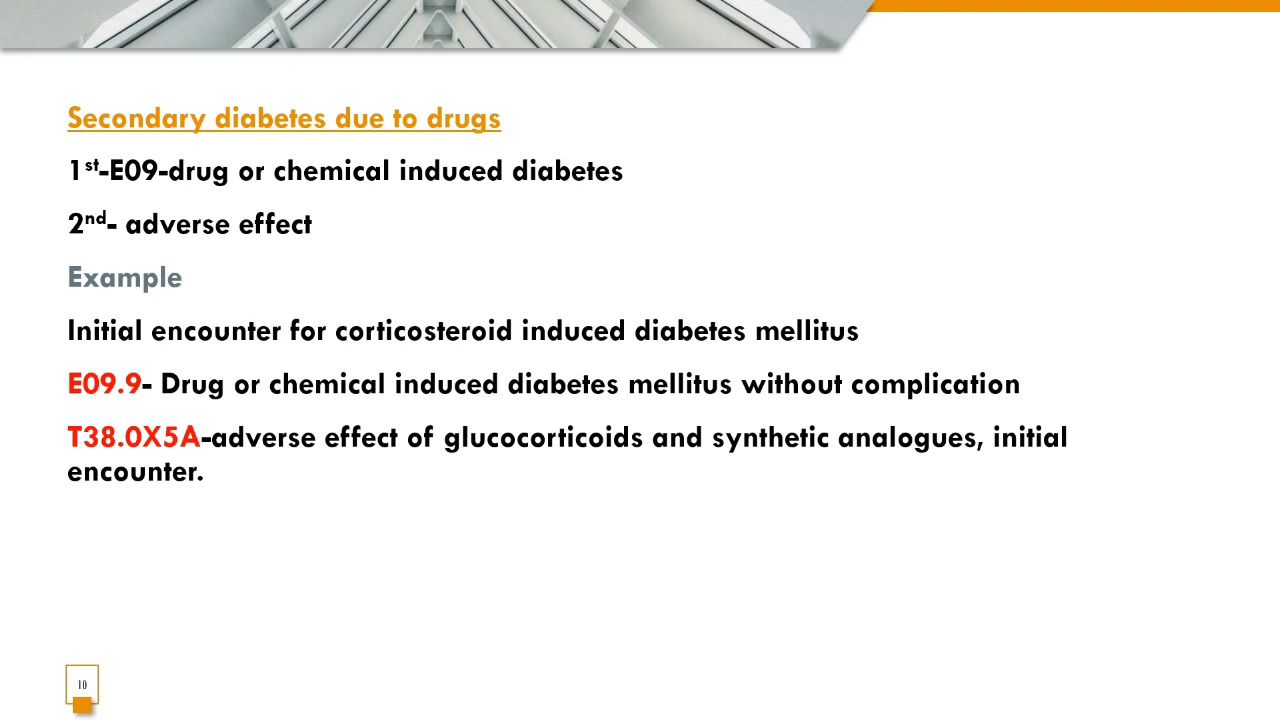 Secondary diabetes due to drugs
1st-E09-drug or chemical induced diabetes
2nd- adverse effect
Example
Initial encounter for corticosteroid induced diabetes mellitus
E09.9- Drug or chemical induced diabetes mellitus without complication
T38.0X5A-adverse effect of glucocorticoids and synthetic analogues, initial
encounter.
10